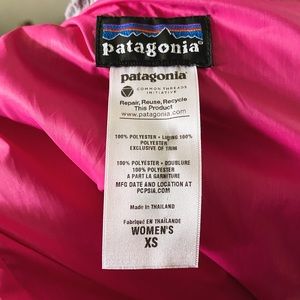 patagonia®
patagonia®
COMMON THREADS
INITIATIVE
Repair, Reuse, Recycle
This Product
www.patagonia.com
100% POLYESTER • Lining 100%
POLYESTER
EXCLUSIVE OF TRIM
100% POLYESTER • DOUBLURE
100% POLYESTER
A PART LA GARNITURE
MFG DATE AND LOCATION AT
PCPSIA.COM
Made in THAILAND
Fabriqué EN THAÏLANDE
WOMEN'S
XS